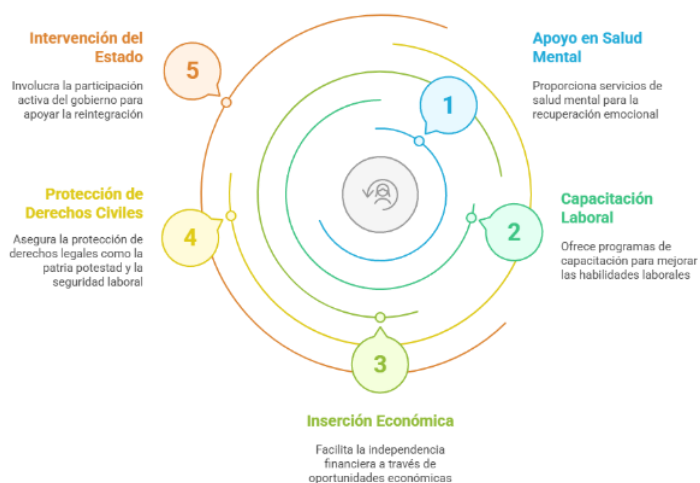 Apoyo en Salud
Mental
Proporciona servicios de
salud mental para la
recuperación emocional
1
Capacitación
Laboral
Ofrece programas de
capacitación para mejorar
las habilidades laborales
2
3
Inserción Económica
Facilita la independencia
financiera a través de
oportunidades económicas
Protección de
Derechos Civiles
Asegura la protección de
derechos legales como la
patria potestad y la
seguridad laboral
4
Intervención del
Estado
Involucra la participación
activa del gobierno para
apoyar la reintegración
5